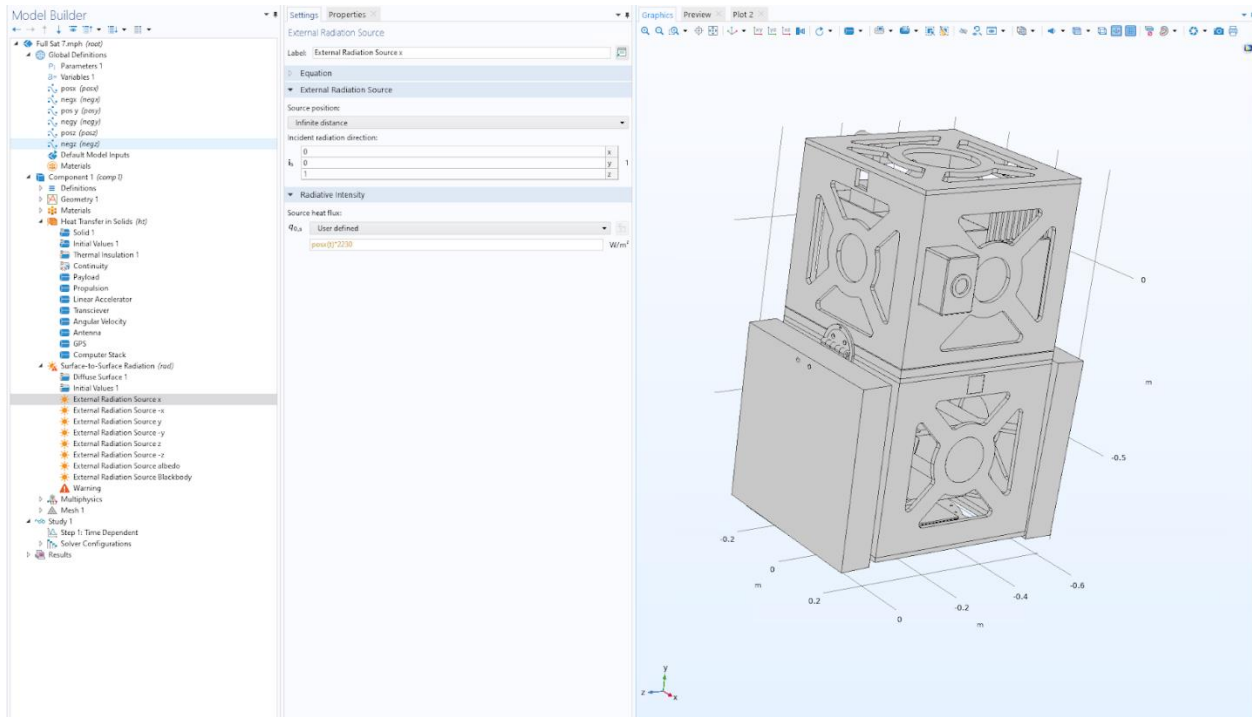 Model Builder
Full Sat 7.mph (root)
Global Definitions
Pi Parameters 1
a= Variables 1
posx (posx)
negx (negx)
pos y (posy)
negy (negy)
posz (posz)
negz (negz)
Default Model Inputs
Materials
Component 1 (comp1)
Definitions
Geometry 1
Materials
Heat Transfer in Solids (ht)
Solid 1
Initial Values 1
Thermal Insulation 1
Continuity
Payload
Propulsion
Linear Accelerator
Transciever
Angular Velocity
Antenna
GPS
Computer Stack
Surface-to-Surface Radiation (rad)
Diffuse Surface 1
Initial Values 1
External Radiation Source x
External Radiation Source -x
External Radiation Source y
External Radiation Source -y
External Radiation Source z
External Radiation Source -z
External Radiation Source albedo
External Radiation Source Blackbody
Warning
Multiphysics
Mesh 1
Study 1
Step 1: Time Dependent
Solver Configurations
Results
Settings Properties
External Radiation Source
Label: External Radiation Source x
Equation
External Radiation Source
Source position:
Infinite distance
Incident radiation direction:
0 x
is 0 y 1
1 z
Radiative Intensity
Source heat flux:
q0,s User defined
posx(t)*2230 W/m²
Graphics Preview Plot 2
0
m
-0.5
-0.2
0
m
0.2
0
-0.2
m
-0.4
-0.6
y
z x